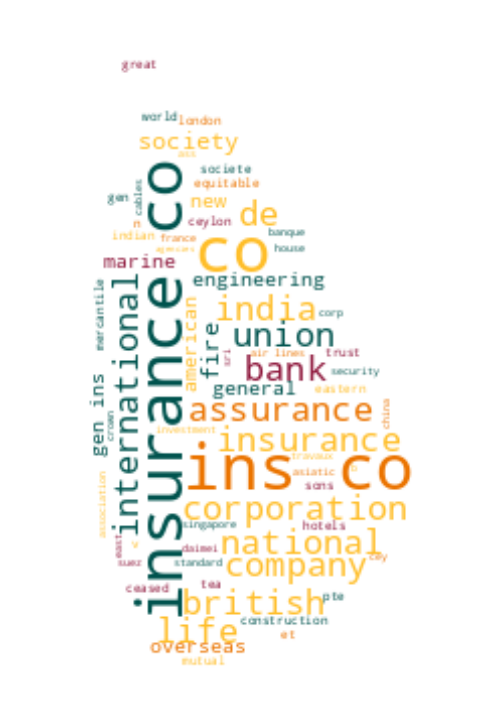 great
world
london
society
ass
insurance co
societe
equitable
cables
gen
new
de
n
ceylon
indian
france
banque
co
agencies
house
marine
engineering
mercantile
international
american
india
corp
fire
union
sri
air lines
trust
bank
security
general
eastern
gen ins
crown
assurance
china
investment
insurance
ins co
travaux
b
asiatic
sons
association
corporation
singapore
hotels
east
v
daimei
national
suez
standard
company
cey
ceased
tea
british
pte
construction
life
et
overseas
mutual